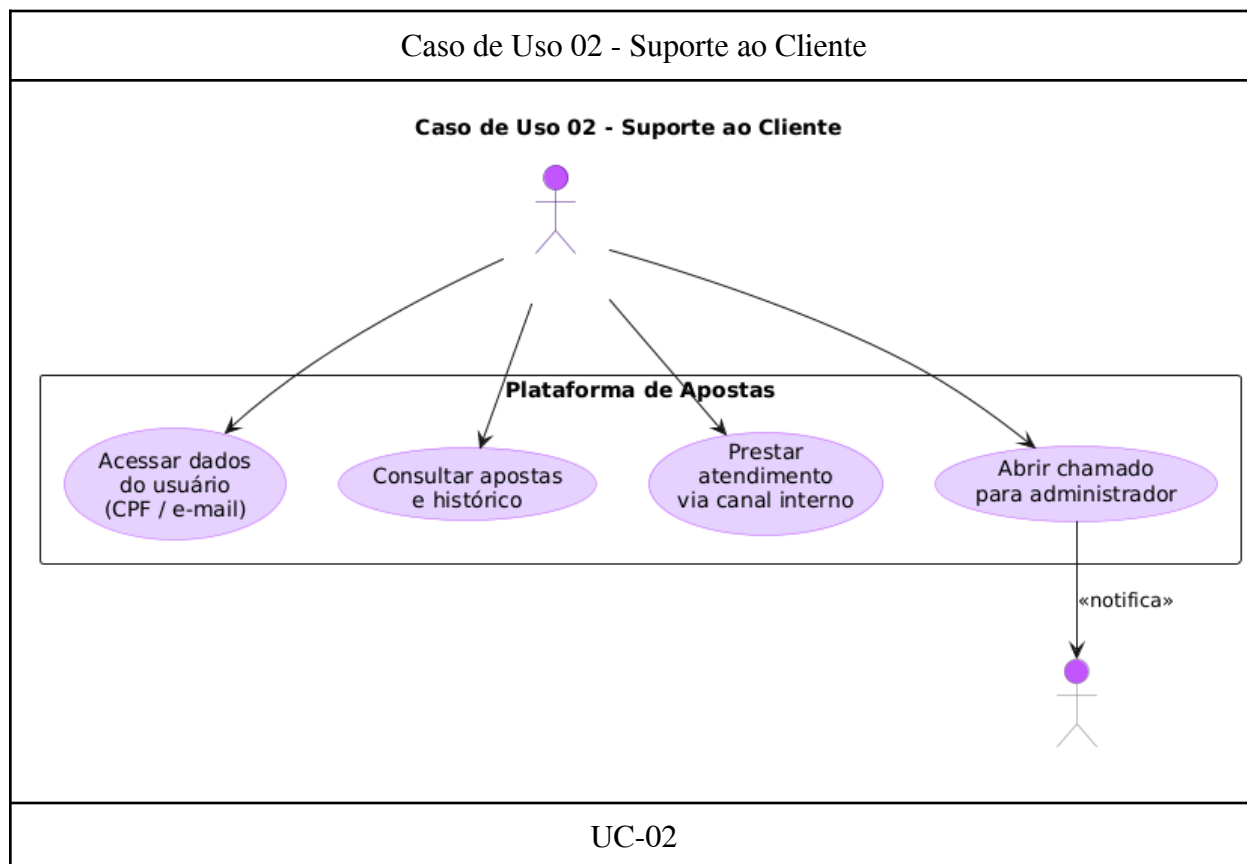 Caso de Uso 02 - Suporte ao Cliente
Caso de Uso 02 - Suporte ao Cliente
Plataforma de Apostas
Acessar dados
do usuário
(CPF / e-mail)
Consultar apostas
e histórico
Prestar
atendimento
via canal interno
Abrir chamado
para administrador
«notifica»
UC-02